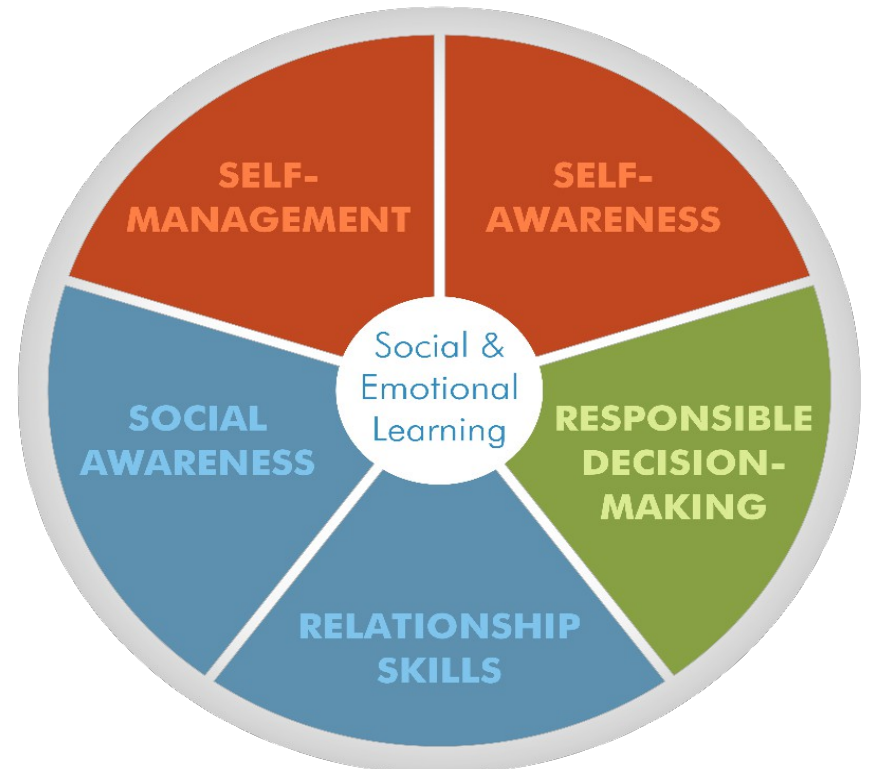 SELF-
MANAGEMENT
SELF-
AWARENESS
Social &
Emotional
Learning
SOCIAL
AWARENESS
RESPONSIBLE
DECISION-
MAKING
RELATIONSHIP
SKILLS